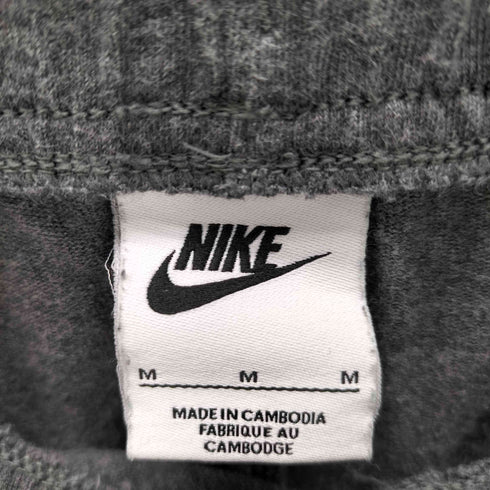 NIKE
M M M
MADE IN CAMBODIA
FABRIQUE AU
CAMBODGE